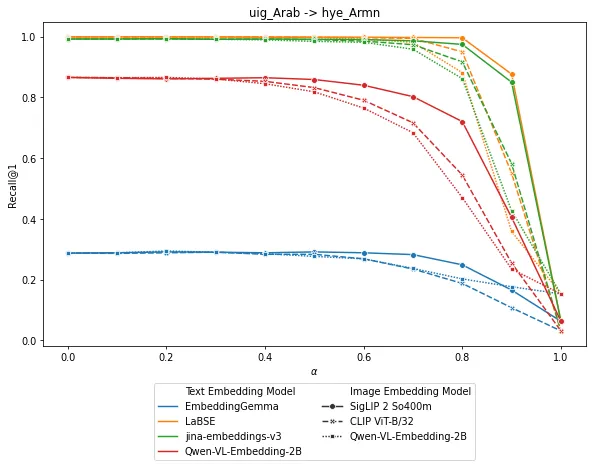 uig_Arab -> hye_Armn
Recall@1
1.0
0.8
0.6
0.4
0.2
0.0
0.0 0.2 0.4 0.6 0.8 1.0
α
Text Embedding Model
EmbeddingGemma
LaBSE
jina-embeddings-v3
Qwen-VL-Embedding-2B
Image Embedding Model
SigLIP 2 So400m
CLIP ViT-B/32
Qwen-VL-Embedding-2B